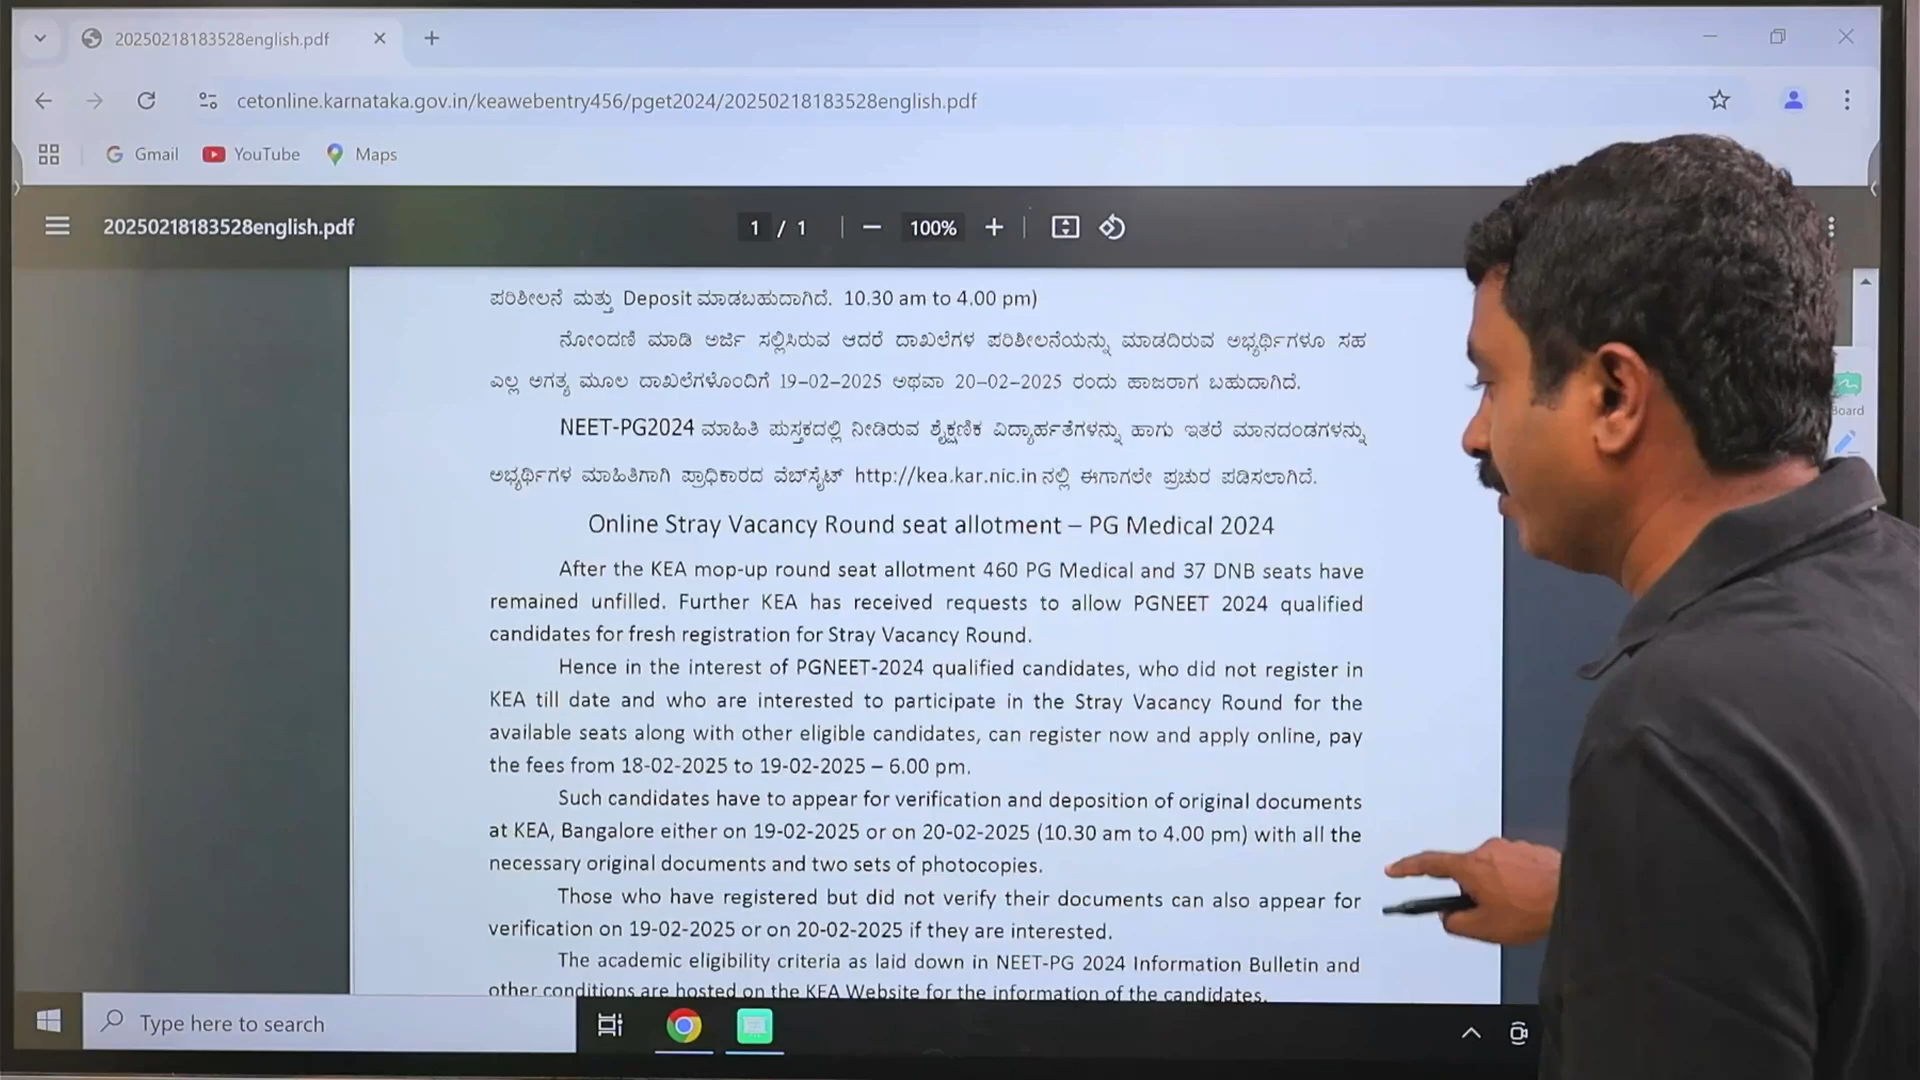 20250218183528english.pdf
cetonline.karnataka.gov.in/keawebentry456/pget2024/20250218183528english.pdf
Gmail YouTube Maps
20250218183528english.pdf 1 / 1 100%
ಪರಿಶೀಲನೆ ಮತ್ತು Deposit ಮಾಡಬಹುದಾಗಿದೆ. 10.30 am to 4.00 pm)
ನೋಂದಣಿ ಮಾಡಿ ಅರ್ಜಿ ಸಲ್ಲಿಸಿರುವ ಆದರೆ ದಾಖಲೆಗಳ ಪರಿಶೀಲನೆಯನ್ನು ಮಾಡದಿರುವ ಅಭ್ಯರ್ಥಿಗಳೂ ಸಹ
ಎಲ್ಲ ಅಗತ್ಯ ಮೂಲ ದಾಖಲೆಗಳೊಂದಿಗೆ 19-02-2025 ಅಥವಾ 20-02-2025 ರಂದು ಹಾಜರಾಗ ಬಹುದಾಗಿದೆ.
NEET-PG2024 ಮಾಹಿತಿ ಪುಸ್ತಕದಲ್ಲಿ ನೀಡಿರುವ ಶೈಕ್ಷಣಿಕ ವಿದ್ಯಾರ್ಹತೆಗಳನ್ನು ಹಾಗು ಇತರೆ ಮಾನದಂಡಗಳನ್ನು
ಅಭ್ಯರ್ಥಿಗಳ ಮಾಹಿತಿಗಾಗಿ ಪ್ರಾಧಿಕಾರದ ವೆಬ್‌ಸೈಟ್ http://kea.kar.nic.in ನಲ್ಲಿ ಈಗಾಗಲೇ ಪ್ರಚುರ ಪಡಿಸಲಾಗಿದೆ.
Online Stray Vacancy Round seat allotment – PG Medical 2024
After the KEA mop-up round seat allotment 460 PG Medical and 37 DNB seats have
remained unfilled. Further KEA has received requests to allow PGNEET 2024 qualified
candidates for fresh registration for Stray Vacancy Round.
Hence in the interest of PGNEET-2024 qualified candidates, who did not register in
KEA till date and who are interested to participate in the Stray Vacancy Round for the
available seats along with other eligible candidates, can register now and apply online, pay
the fees from 18-02-2025 to 19-02-2025 – 6.00 pm.
Such candidates have to appear for verification and deposition of original documents
at KEA, Bangalore either on 19-02-2025 or on 20-02-2025 (10.30 am to 4.00 pm) with all the
necessary original documents and two sets of photocopies.
Those who have registered but did not verify their documents can also appear for
verification on 19-02-2025 or on 20-02-2025 if they are interested.
The academic eligibility criteria as laid down in NEET-PG 2024 Information Bulletin and
other conditions are hosted on the KEA Website for the information of the candidates.
Board
Type here to search